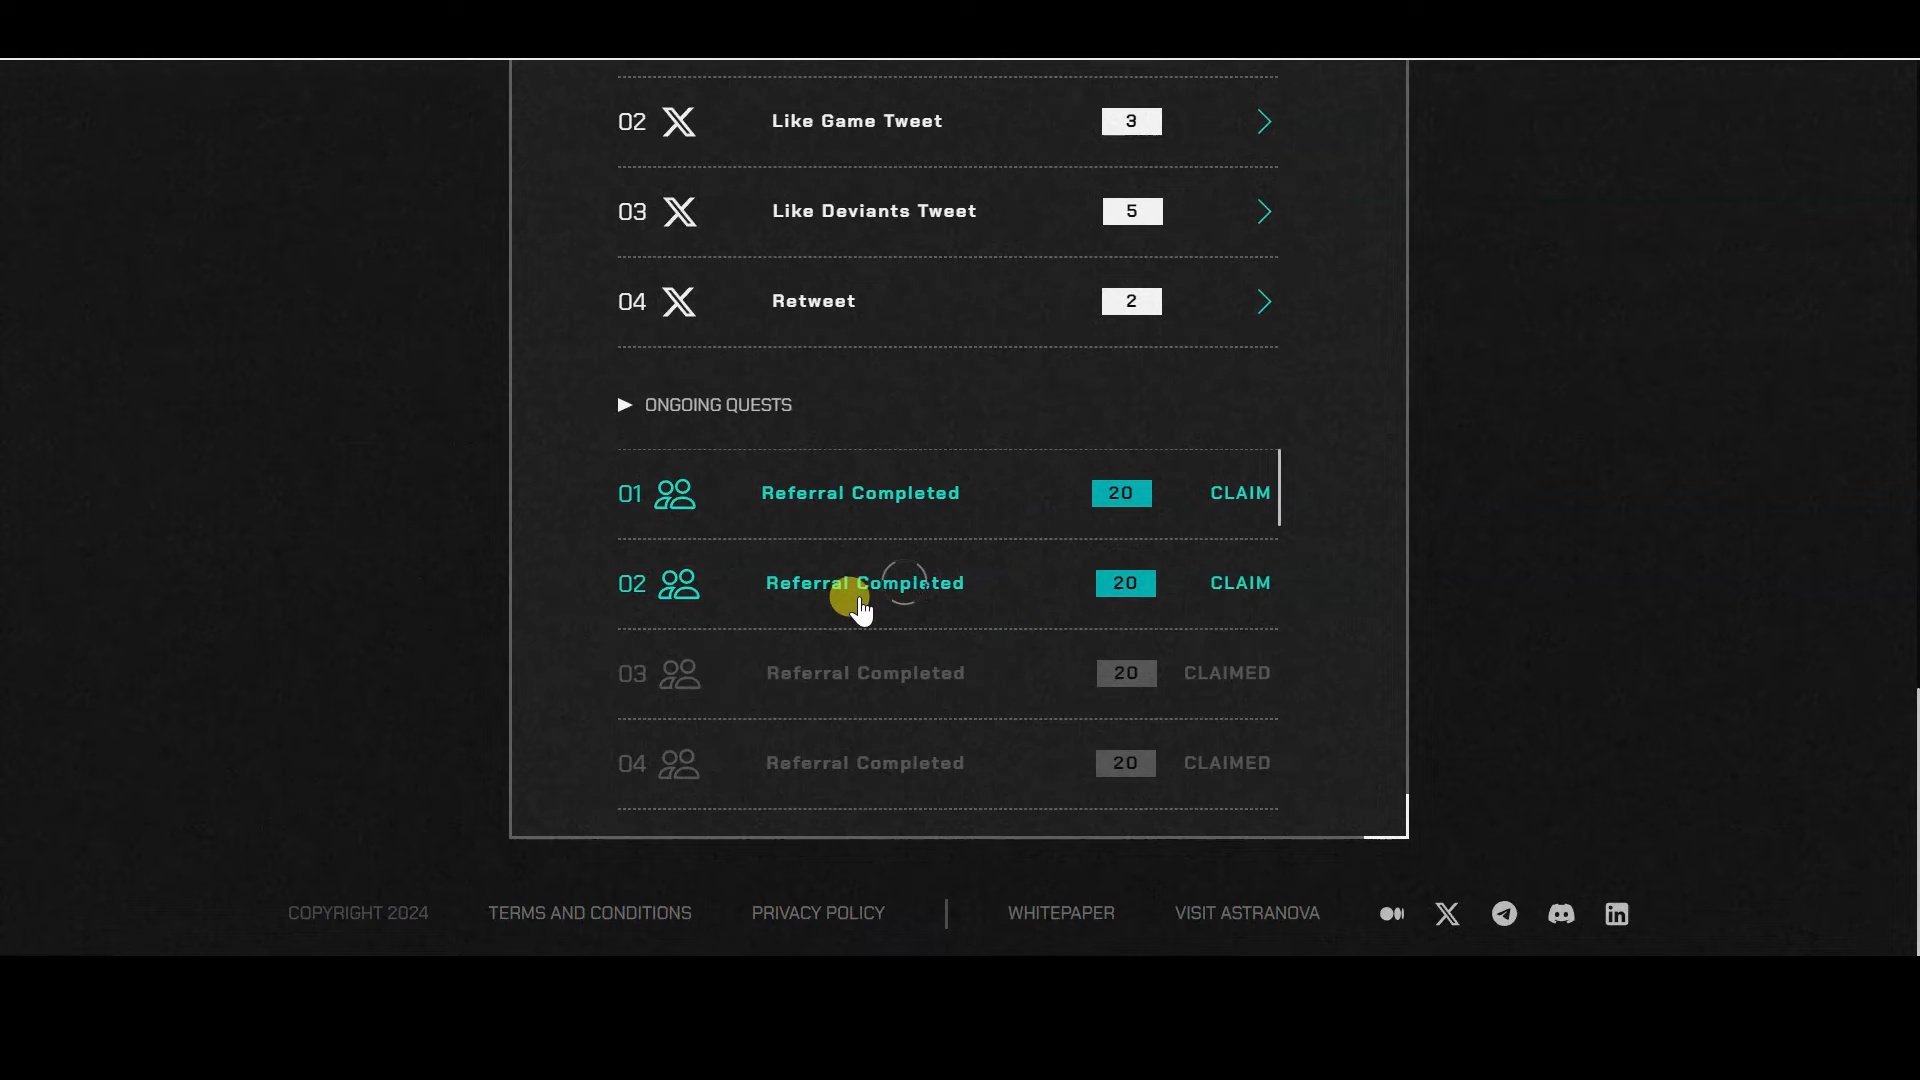 02 Like Game Tweet 3
03 Like Deviants Tweet 5
04 Retweet 2
ONGOING QUESTS
01 Referral Completed 20 CLAIM
02 Referral Completed 20 CLAIM
03 Referral Completed 20 CLAIMED
04 Referral Completed 20 CLAIMED
COPYRIGHT 2024 TERMS AND CONDITIONS PRIVACY POLICY WHITEPAPER VISIT ASTRANOVA